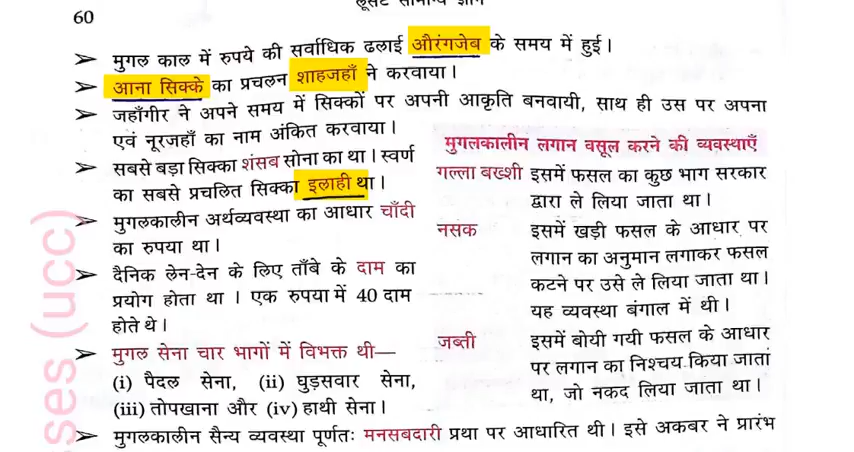 60
लूसेंट सामान्य ज्ञान
➢ मुगल काल में रुपये की सर्वाधिक ढलाई औरंगजेब के समय में हुई।
➢ आना सिक्के का प्रचलन शाहजहाँ ने करवाया।
➢ जहाँगीर ने अपने समय में सिक्कों पर अपनी आकृति बनवायी, साथ ही उस पर अपना
एवं नूरजहाँ का नाम अंकित करवाया।
➢ सबसे बड़ा सिक्का शंसब सोना का था। स्वर्ण
का सबसे प्रचलित सिक्का इलाही था।
➢ मुगलकालीन अर्थव्यवस्था का आधार चाँदी
का रुपया था।
➢ दैनिक लेन-देन के लिए ताँबे के दाम का
प्रयोग होता था। एक रुपया में 40 दाम
होते थे।
➢ मुगल सेना चार भागों में विभक्त थी—
(i) पैदल सेना, (ii) घुड़सवार सेना,
(iii) तोपखाना और (iv) हाथी सेना।
मुगलकालीन लगान वसूल करने की व्यवस्थाएँ
गल्ला बख्शी इसमें फसल का कुछ भाग सरकार
द्वारा ले लिया जाता था।
नसक इसमें खड़ी फसल के आधार पर
लगान का अनुमान लगाकर फसल
कटने पर उसे ले लिया जाता था।
यह व्यवस्था बंगाल में थी।
जब्ती इसमें बोयी गयी फसल के आधार
पर लगान का निश्चय किया जाता
था, जो नकद लिया जाता था।
➢ मुगलकालीन सैन्य व्यवस्था पूर्णतः मनसबदारी प्रथा पर आधारित थी। इसे अकबर ने प्रारंभ
ses (ucc)